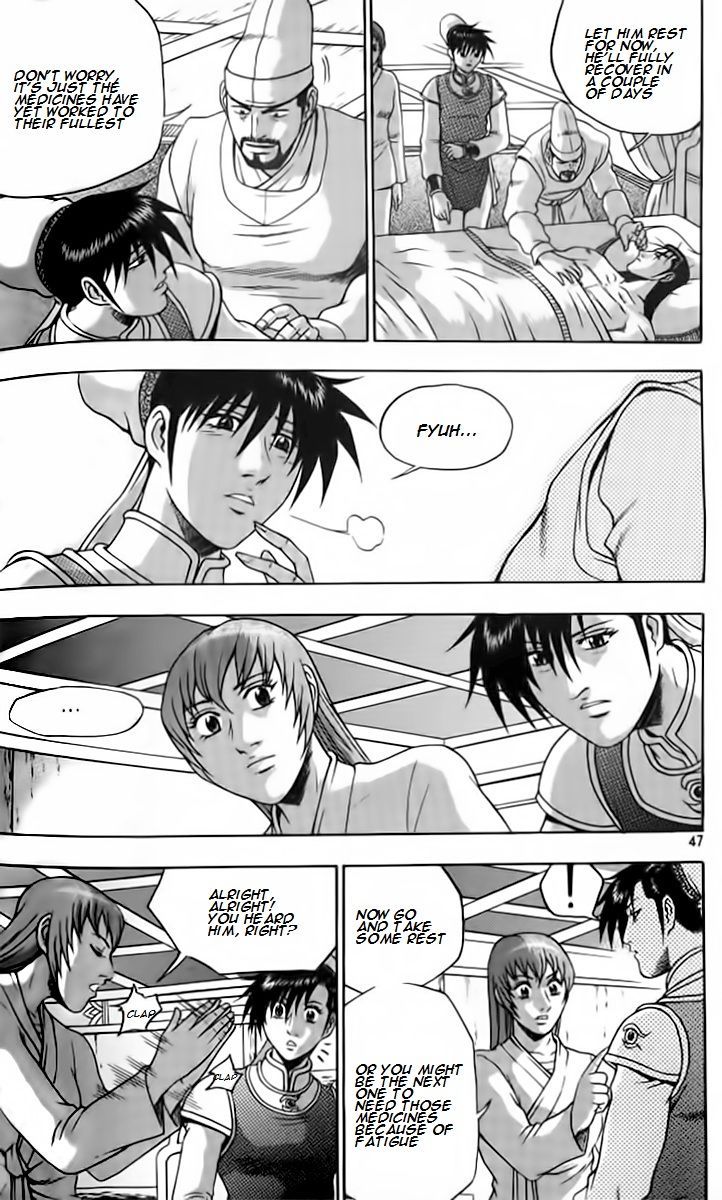 LET HIM REST
FOR NOW,
HE'LL FULLY
RECOVER IN
A COUPLE
OF DAYS
DON'T WORRY,
IT'S JUST THE
MEDICINES HAVE
YET WORKED TO
THEIR FULLEST
FYUH...
...
47
ALRIGHT,
ALRIGHT,
YOU HEARD
HIM, RIGHT?
CLAP
CLAP
!
NOW GO
AND TAKE
SOME REST
OR YOU MIGHT
BE THE NEXT
ONE TO
NEED THOSE
MEDICINES
BECAUSE OF
FATIGUE